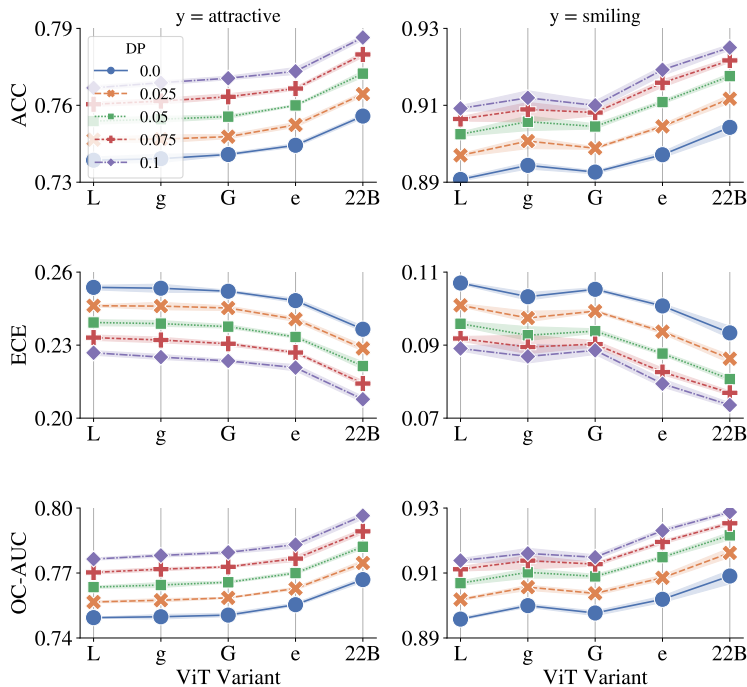 y = attractive
y = smiling
0.79
0.76
0.73
ACC
DP
0.0
0.025
0.05
0.075
0.1
L g G e 22B
0.93
0.91
0.89
L g G e 22B
0.26
0.23
0.20
ECE
L g G e 22B
0.11
0.09
0.07
L g G e 22B
0.80
0.77
0.74
OC-AUC
L g G e 22B
ViT Variant
0.93
0.91
0.89
L g G e 22B
ViT Variant